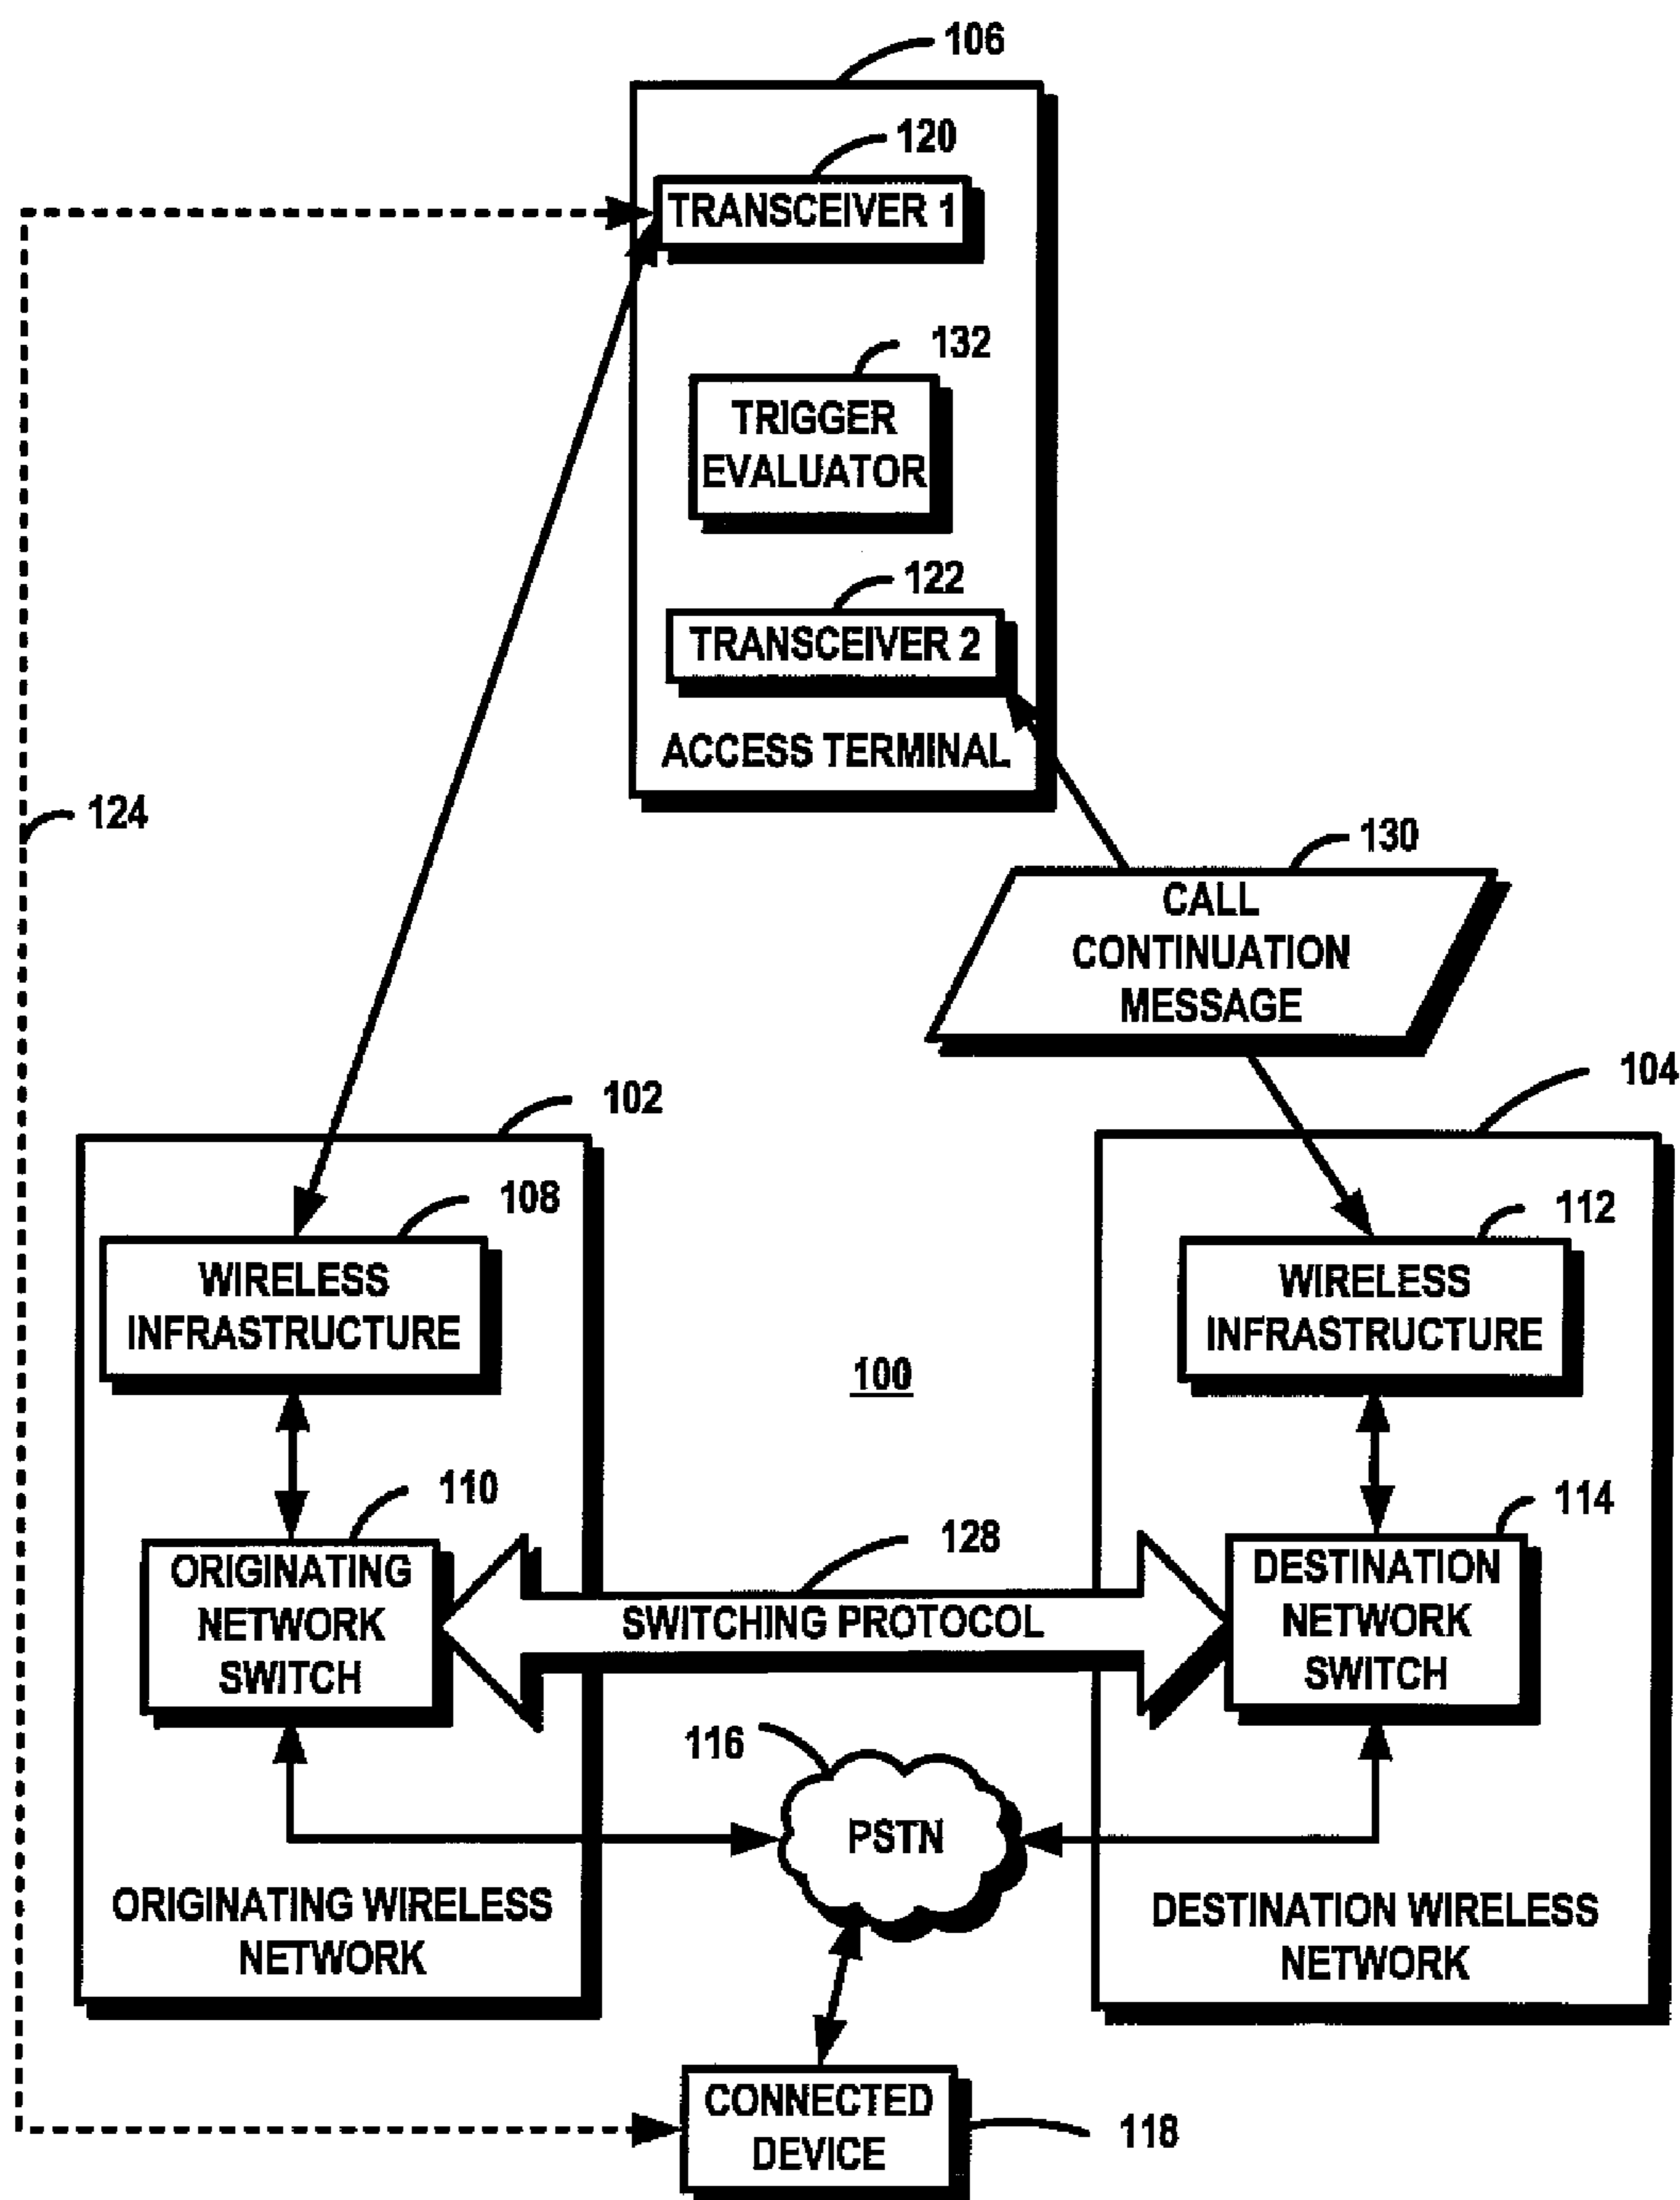 106
120
TRANSCEIVER 1
132
TRIGGER
EVALUATOR
122
TRANSCEIVER 2
ACCESS TERMINAL
124
130
CALL
CONTINUATION
MESSAGE
102
104
108
WIRELESS
INFRASTRUCTURE
112
WIRELESS
INFRASTRUCTURE
100
110
ORIGINATING
NETWORK
SWITCH
128
SWITCHING PROTOCOL
114
DESTINATION
NETWORK
SWITCH
116
PSTN
ORIGINATING WIRELESS
NETWORK
DESTINATION WIRELESS
NETWORK
CONNECTED
DEVICE
118